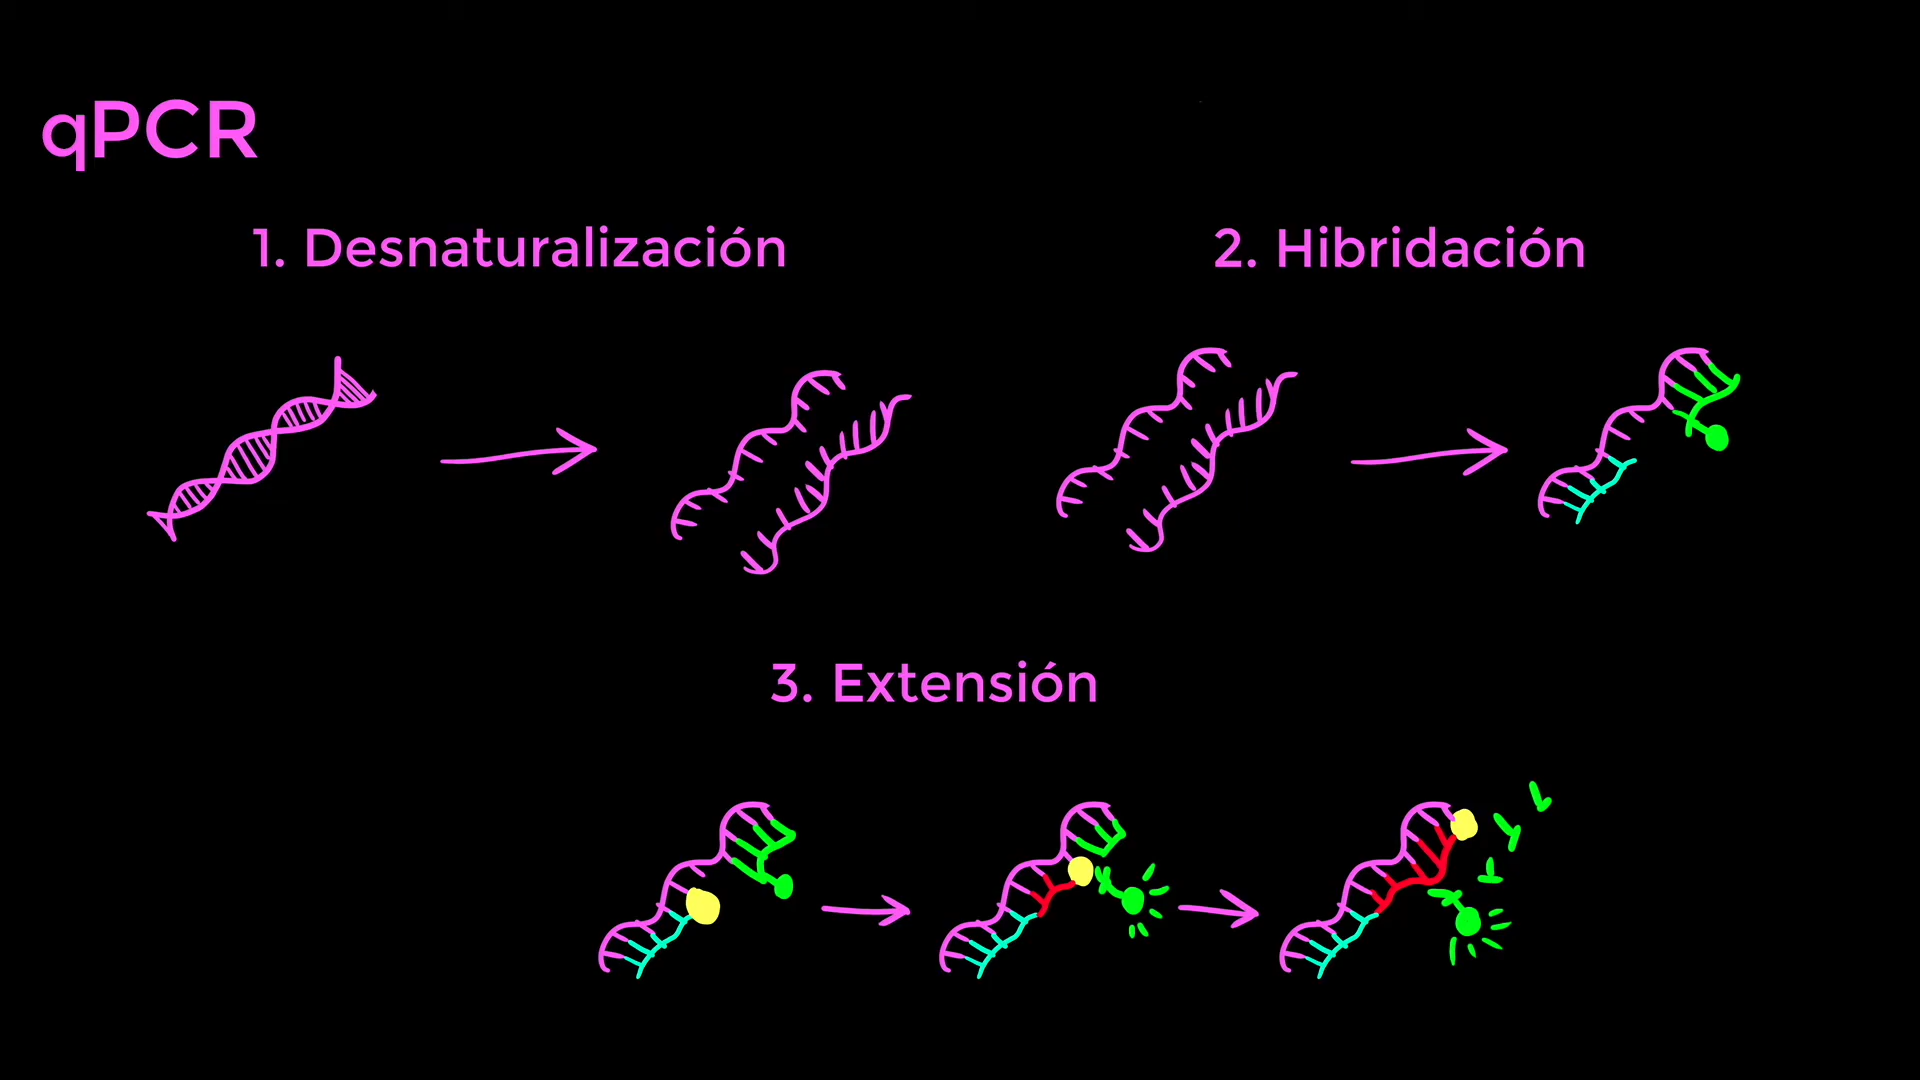 qPCR
1. Desnaturalización
2. Hibridación
3. Extensión